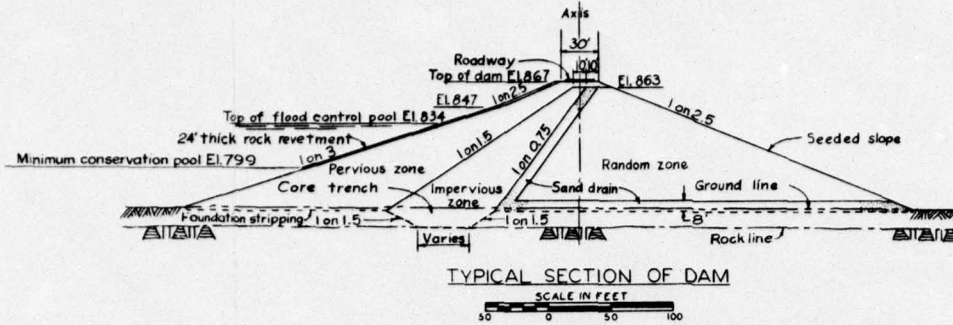 Axis
30'
Roadway
10'10'
Top of dam El.867
El.863
El.847
1 on 2.5
Top of flood control pool El.834
24" thick rock revetment
1 on 3
1 on 1.5
1 on 0.75
1 on 2.5
Seeded slope
Minimum conservation pool El.799
Pervious zone
Random zone
Core trench
Impervious zone
Sand drain
Ground line
Foundation stripping
1 on 1.5
1 on 1.5
Varies
Rock line
TYPICAL SECTION OF DAM
SCALE IN FEET
50 0 50 100